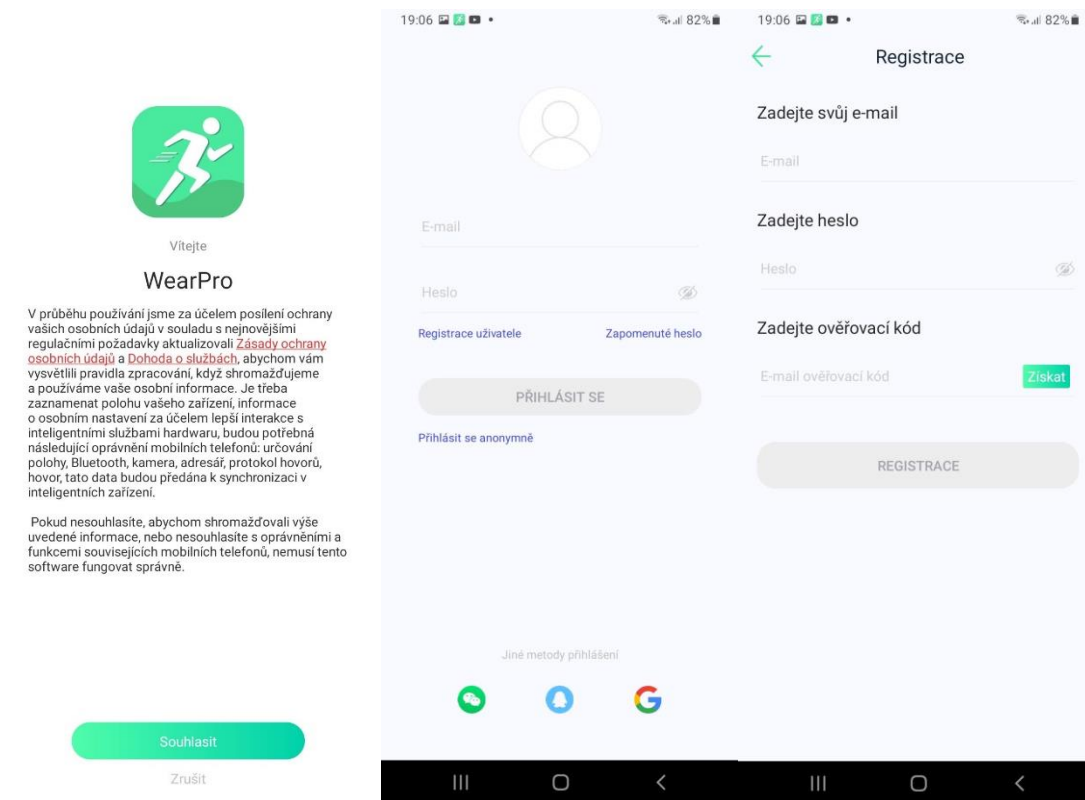 Vítejte
WearPro
V průběhu používání jsme za účelem posílení ochrany
vašich osobních údajů v souladu s nejnovějšími
regulačními požadavky aktualizovali Zásady ochrany
osobních údajů a Dohoda o službách, abychom vám
vysvětlili pravidla zpracování, když shromažďujeme
a používáme vaše osobní informace. Je třeba
zaznamenat polohu vašeho zařízení, informace
o osobním nastavení za účelem lepší interakce s
inteligentními službami hardwaru, budou potřebná
následující oprávnění mobilních telefonů: určování
polohy, Bluetooth, kamera, adresář, protokol hovorů,
hovor, tato data budou předána k synchronizaci v
inteligentních zařízení.
Pokud nesouhlasíte, abychom shromažďovali výše
uvedené informace, nebo nesouhlasíte s oprávněními a
funkcemi souvisejících mobilních telefonů, nemusí tento
software fungovat správně.
Souhlasit
Zrušit
19:06 82%
E-mail
Heslo
Registrace uživatele Zapomenuté heslo
PŘIHLÁSIT SE
Přihlásit se anonymně
Jiné metody přihlášení
19:06 82%
Registrace
Zadejte svůj e-mail
E-mail
Zadejte heslo
Heslo
Zadejte ověřovací kód
E-mail ověřovací kód Získat
REGISTRACE